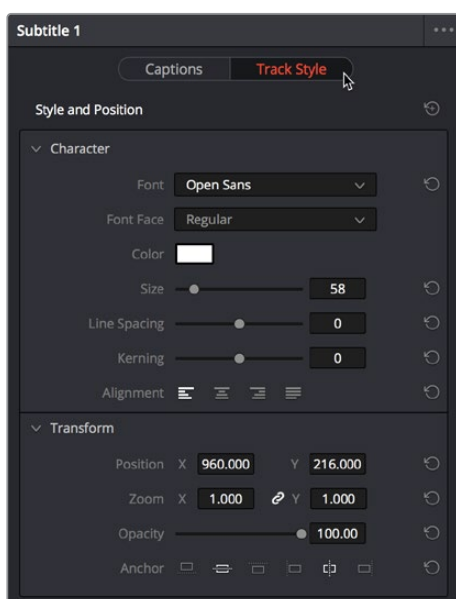 Subtitle 1
Captions Track Style
Style and Position
Character
Font Open Sans
Font Face Regular
Color
Size 58
Line Spacing 0
Kerning 0
Alignment
Transform
Position X 960.000 Y 216.000
Zoom X 1.000 Y 1.000
Opacity 100.00
Anchor